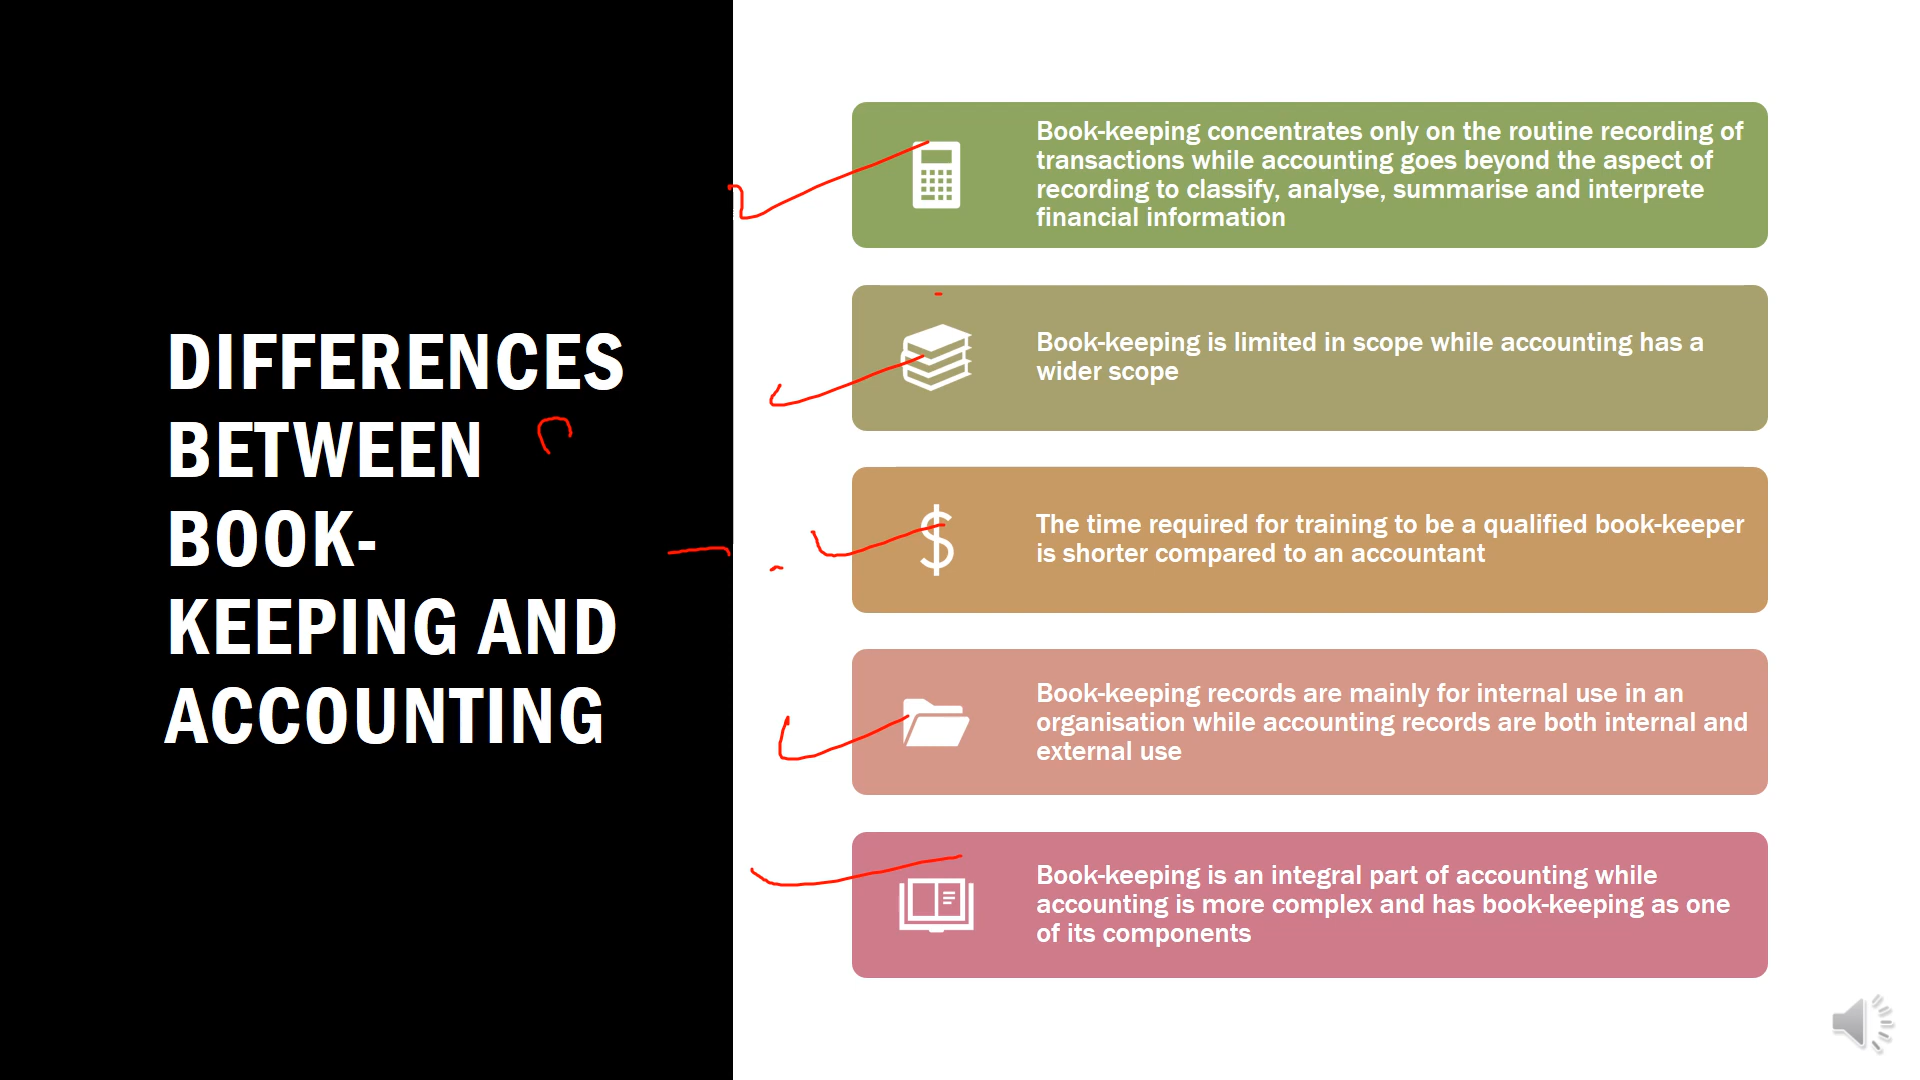 DIFFERENCES
BETWEEN
BOOK-
KEEPING AND
ACCOUNTING
Book-keeping concentrates only on the routine recording of
transactions while accounting goes beyond the aspect of
recording to classify, analyse, summarise and interprete
financial information
Book-keeping is limited in scope while accounting has a
wider scope
The time required for training to be a qualified book-keeper
is shorter compared to an accountant
Book-keeping records are mainly for internal use in an
organisation while accounting records are both internal and
external use
Book-keeping is an integral part of accounting while
accounting is more complex and has book-keeping as one
of its components